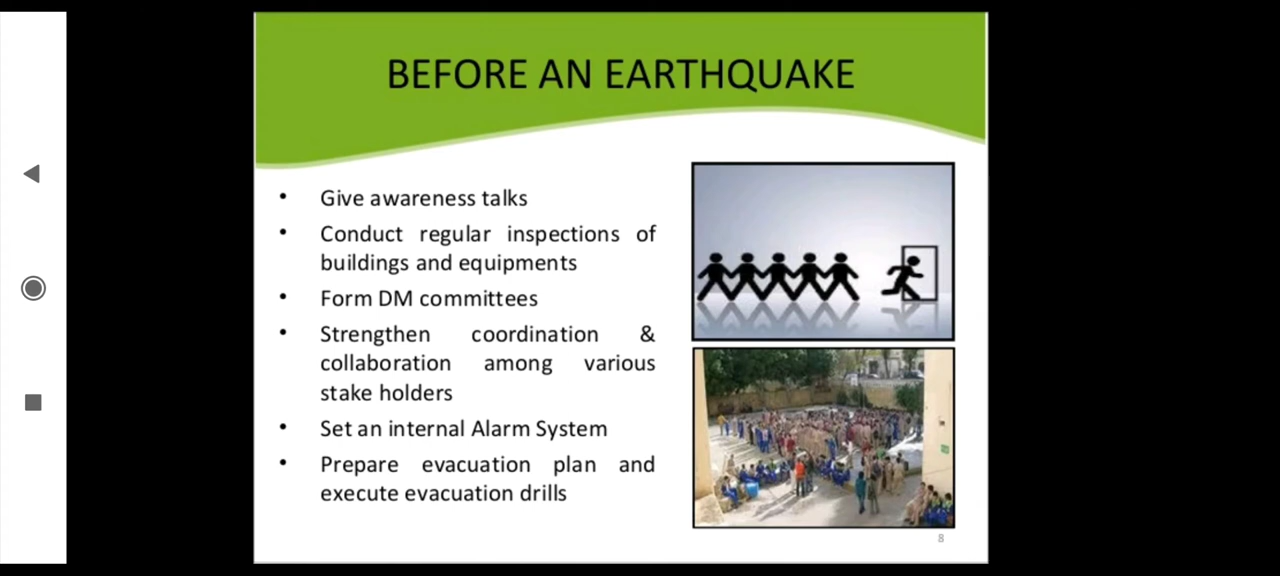 BEFORE AN EARTHQUAKE
• Give awareness talks
• Conduct regular inspections of
buildings and equipments
• Form DM committees
• Strengthen coordination &
collaboration among various
stake holders
• Set an internal Alarm System
• Prepare evacuation plan and
execute evacuation drills
8